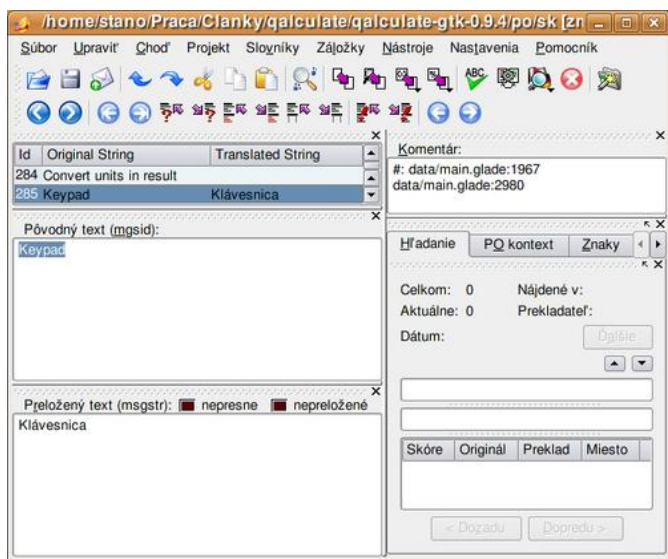 /home/stano/Praca/Clanky/qalculate/qalculate-gtk-0.9.4/po/sk [zn
Súbor Upraviť Choď Projekt Slovníky Záložky Nástroje Nastavenia Pomocník
ABC
Id Original String Translated String
284 Convert units in result
285 Keypad Klávesnica
Komentár:
#: data/main.glade:1967
data/main.glade:2980
Pôvodný text (mgsid):
Keypad
Hľadanie PO kontext Znaky
Celkom: 0 Nájdené v:
Aktuálne: 0 Prekladateľ:
Dátum: Ďalšie
Preložený text (msgstr): nepresne nepreložené
Klávesnica
Skóre Originál Preklad Miesto
< Dozadu Dopredu >